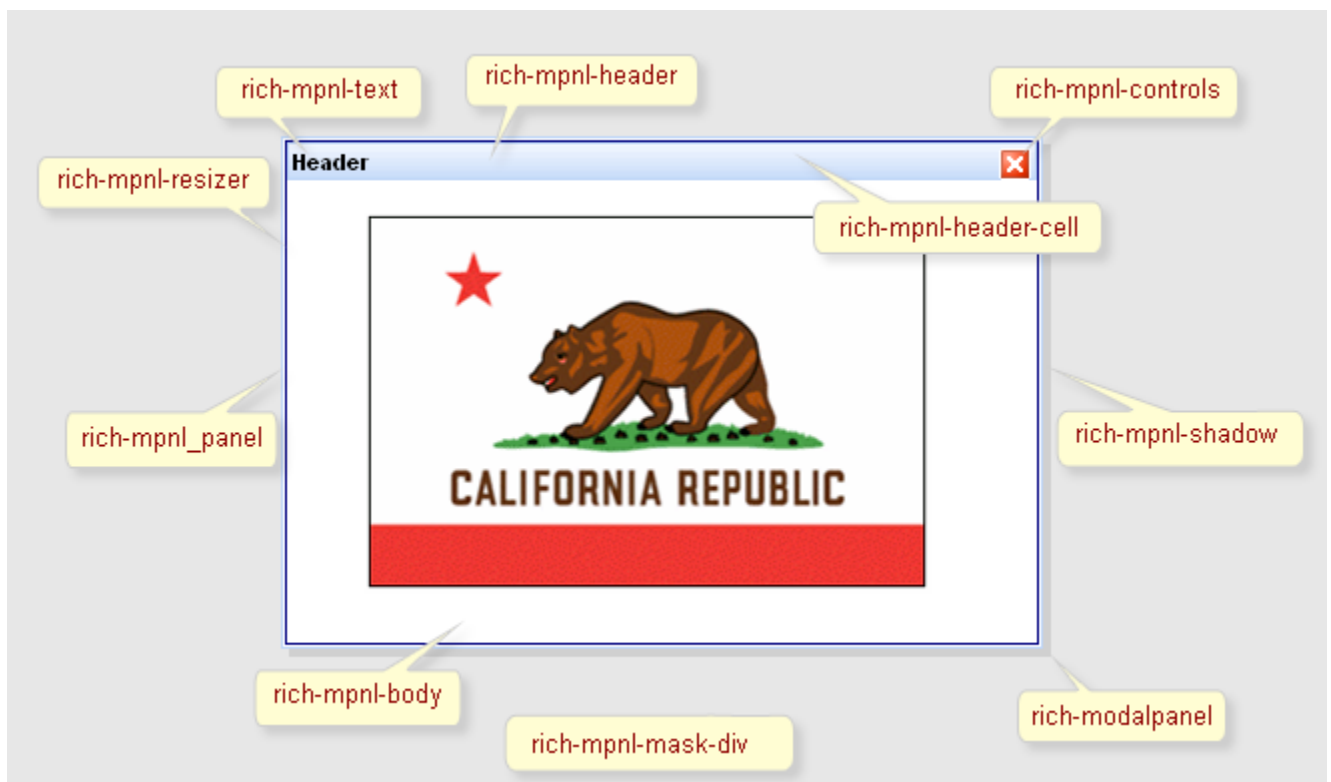 rich-mpnl-text
rich-mpnl-header
rich-mpnl-controls
Header
rich-mpnl-resizer
rich-mpnl-header-cell
rich-mpnl_panel
rich-mpnl-shadow
CALIFORNIA REPUBLIC
rich-mpnl-body
rich-modalpanel
rich-mpnl-mask-div